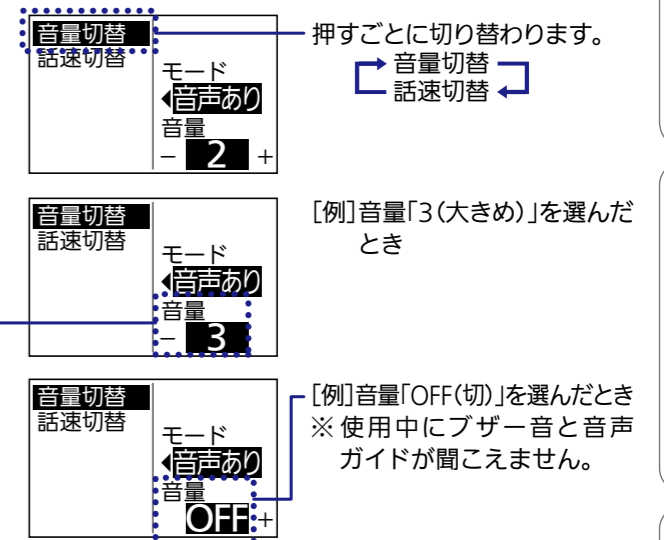 音量切替
話速切替
モード
音声あり
音量
− 2 +
押すごとに切り替わります。
音量切替
話速切替
音量切替
話速切替
モード
音声あり
音量
− 3
[例]音量「3(大きめ)」を選んだ
とき
音量切替
話速切替
モード
音声あり
音量
OFF +
[例]音量「OFF(切)」を選んだとき
※ 使用中にブザー音と音声
ガイドが聞こえません。